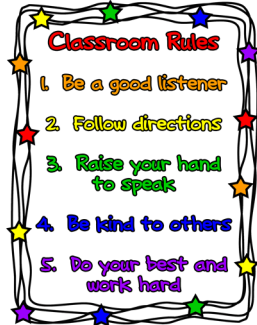 Classroom Rules
1. Be a good listener
2. Follow directions
3. Raise your hand
to speak
4. Be kind to others
5. Do your best and
work hard